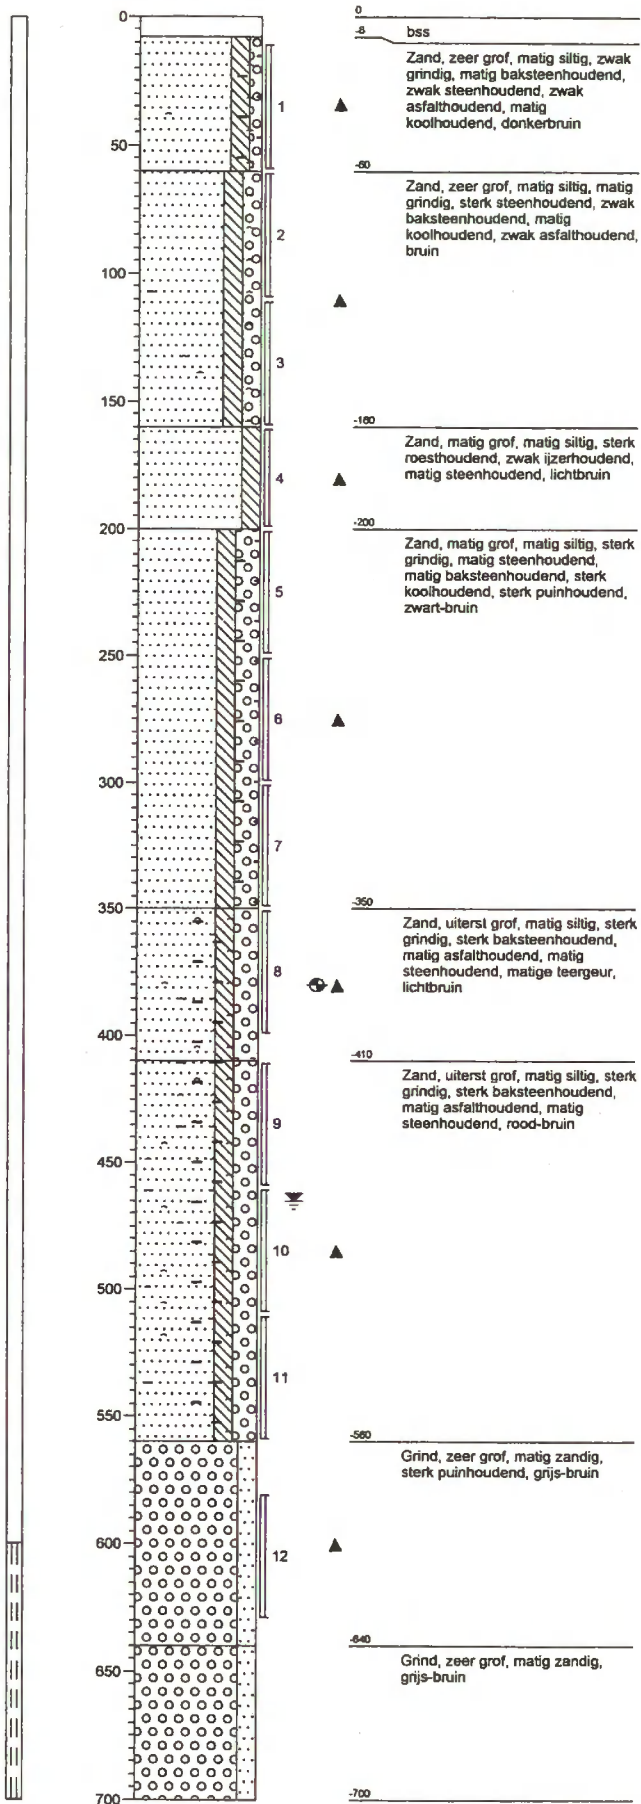 0
0
-8
bss
Zand, zeer grof, matig siltig, zwak
grindig, matig baksteenhoudend,
zwak steenhoudend, zwak
asfalthoudend, matig
koolhoudend, donkerbruin
1
50
-60
Zand, zeer grof, matig siltig, matig
grindig, sterk steenhoudend, zwak
baksteenhoudend, matig
koolhoudend, zwak asfalthoudend,
bruin
2
100
3
150
-160
Zand, matig grof, matig siltig, sterk
roesthoudend, zwak ijzerhoudend,
matig steenhoudend, lichtbruin
4
200
-200
Zand, matig grof, matig siltig, sterk
grindig, matig steenhoudend,
matig baksteenhoudend, sterk
koolhoudend, sterk puinhoudend,
zwart-bruin
5
250
6
300
7
350
-350
Zand, uiterst grof, matig siltig, sterk
grindig, sterk baksteenhoudend,
matig asfalthoudend, matig
steenhoudend, matige teergeur,
lichtbruin
8
400
-410
Zand, uiterst grof, matig siltig, sterk
grindig, sterk baksteenhoudend,
matig asfalthoudend, matig
steenhoudend, rood-bruin
9
450
10
500
11
550
-560
Grind, zeer grof, matig zandig,
sterk puinhoudend, grijs-bruin
600
12
-640
Grind, zeer grof, matig zandig,
grijs-bruin
650
700
-700